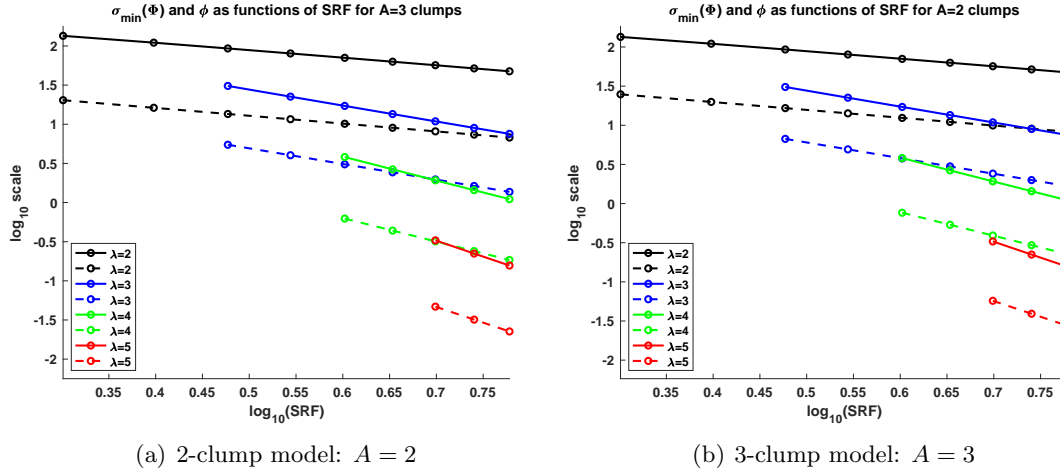 σmin(Φ) and ϕ as functions of SRF for A=3 clumps
2
1.5
1
0.5
0
-0.5
-1
-1.5
-2
log10 scale
λ=2
λ=2
λ=3
λ=3
λ=4
λ=4
λ=5
λ=5
0.35 0.4 0.45 0.5 0.55 0.6 0.65 0.7 0.75
log10(SRF)
(a) 2-clump model: A = 2
σmin(Φ) and ϕ as functions of SRF for A=2 clumps
2
1.5
1
0.5
0
-0.5
-1
-1.5
-2
log10 scale
λ=2
λ=2
λ=3
λ=3
λ=4
λ=4
λ=5
λ=5
0.35 0.4 0.45 0.5 0.55 0.6 0.65 0.7 0.75
log10(SRF)
(b) 3-clump model: A = 3